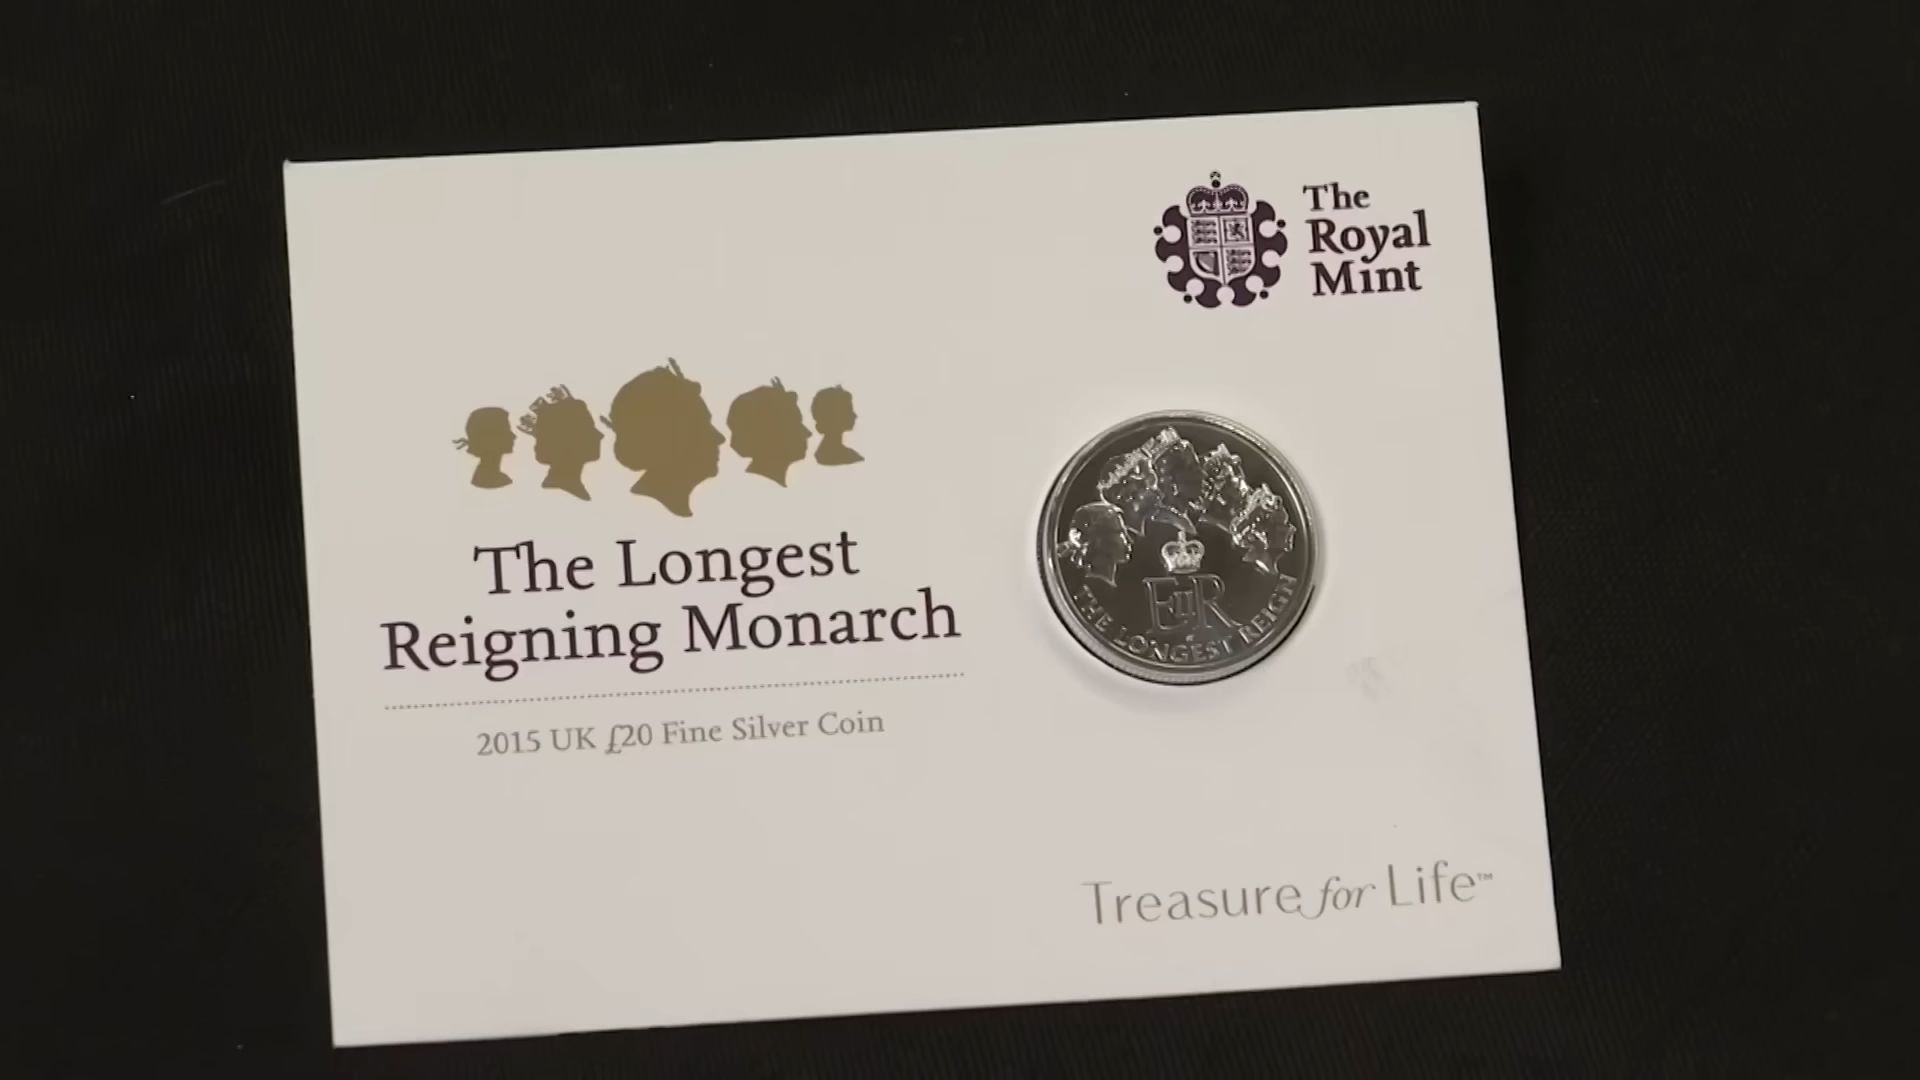 The
Royal
Mint
The Longest
Reigning Monarch
2015 UK £20 Fine Silver Coin
EIIR
THE LONGEST REIGN
Treasure for Life™